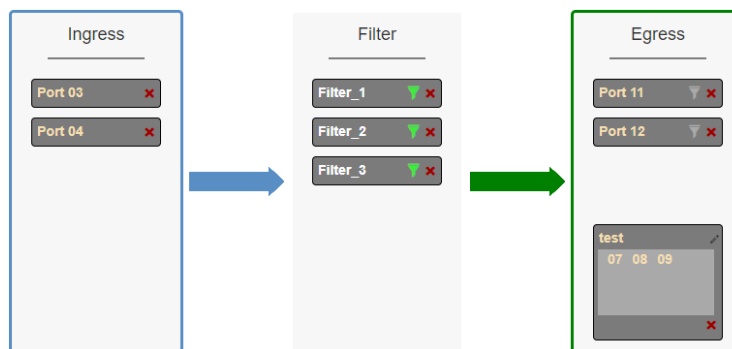 Ingress
Port 03
Port 04
Filter
Filter_1
Filter_2
Filter_3
Egress
Port 11
Port 12
test
07 08 09